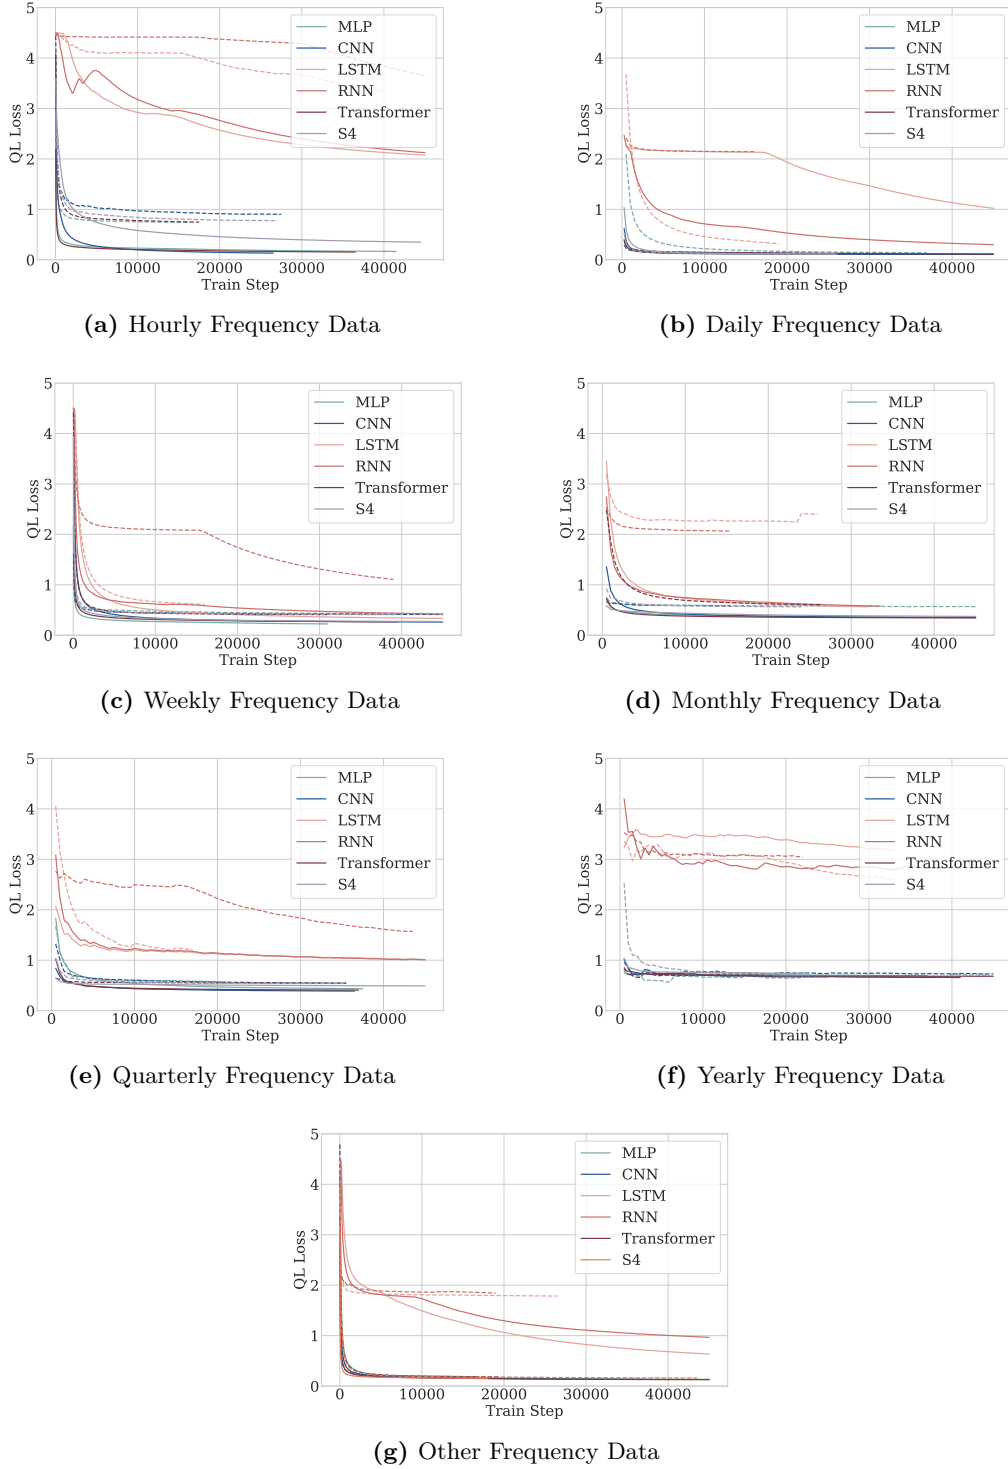 5
4
3
2
1
0
QL Loss
0
10000
20000
30000
40000
Train Step
MLP
CNN
LSTM
RNN
Transformer
S4
(a) Hourly Frequency Data
5
4
3
2
1
0
QL Loss
0
10000
20000
30000
40000
Train Step
MLP
CNN
LSTM
RNN
Transformer
S4
(b) Daily Frequency Data
5
4
3
2
1
0
QL Loss
0
10000
20000
30000
40000
Train Step
MLP
CNN
LSTM
RNN
Transformer
S4
(c) Weekly Frequency Data
5
4
3
2
1
0
QL Loss
0
10000
20000
30000
40000
Train Step
MLP
CNN
LSTM
RNN
Transformer
S4
(d) Monthly Frequency Data
5
4
3
2
1
0
QL Loss
0
10000
20000
30000
40000
Train Step
MLP
CNN
LSTM
RNN
Transformer
S4
(e) Quarterly Frequency Data
5
4
3
2
1
0
QL Loss
0
10000
20000
30000
40000
Train Step
MLP
CNN
LSTM
RNN
Transformer
S4
(f) Yearly Frequency Data
5
4
3
2
1
0
QL Loss
0
10000
20000
30000
40000
Train Step
MLP
CNN
LSTM
RNN
Transformer
S4
(g) Other Frequency Data